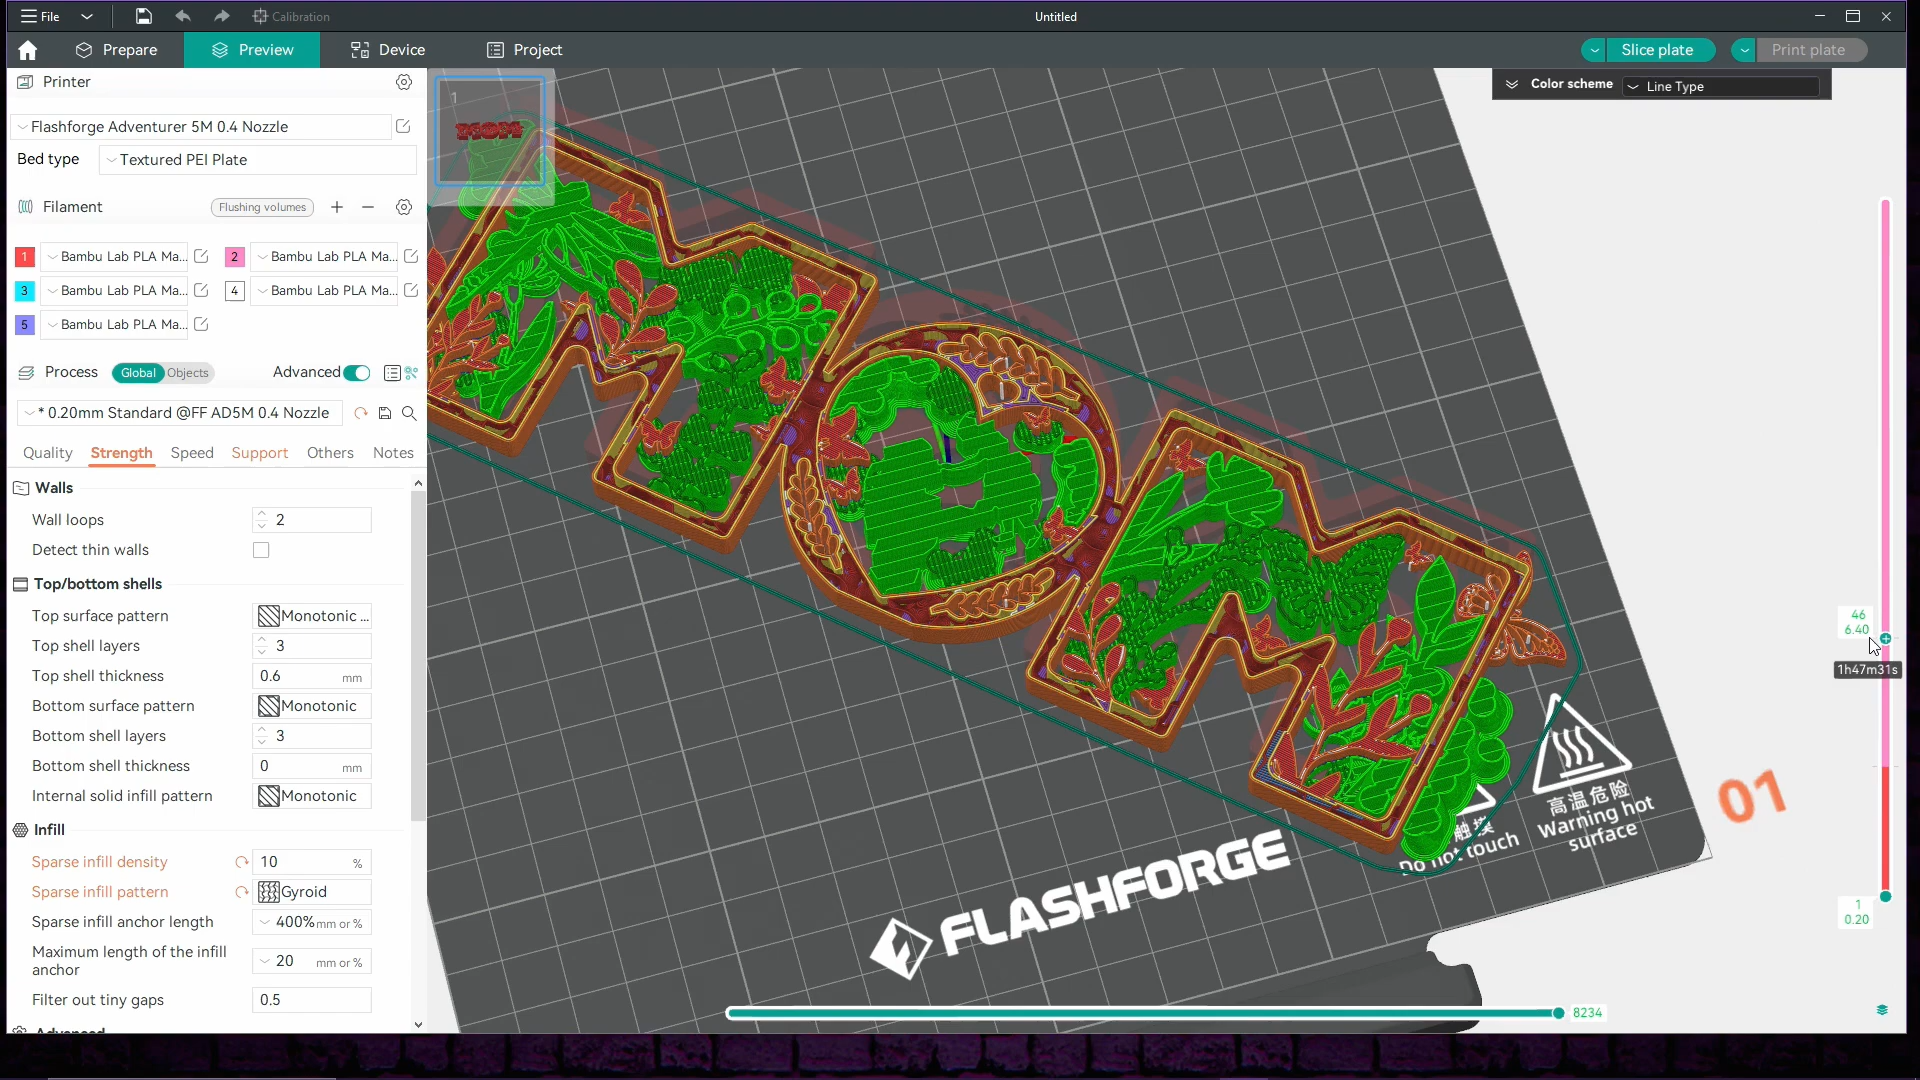 File
Calibration
Untitled
Prepare
Preview
Device
Project
Slice plate
Print plate
Printer
Flashforge Adventurer 5M 0.4 Nozzle
Bed type
Textured PEI Plate
Filament
Flushing volumes
1
Bambu Lab PLA Ma...
2
Bambu Lab PLA Ma...
3
Bambu Lab PLA Ma...
4
Bambu Lab PLA Ma...
5
Bambu Lab PLA Ma...
Process
Global
Objects
Advanced
* 0.20mm Standard @FF AD5M 0.4 Nozzle
Quality
Strength
Speed
Support
Others
Notes
Walls
Wall loops
2
Detect thin walls
Top/bottom shells
Top surface pattern
Monotonic ...
Top shell layers
3
Top shell thickness
0.6
mm
Bottom surface pattern
Monotonic
Bottom shell layers
3
Bottom shell thickness
0
mm
Internal solid infill pattern
Monotonic
Infill
Sparse infill density
10
%
Sparse infill pattern
Gyroid
Sparse infill anchor length
400%
mm or %
Maximum length of the infill
anchor
20
mm or %
Filter out tiny gaps
0.5
Advanced
1
MOM
Color scheme
Line Type
46
6.40
1h47m31s
1
0.20
01
高温危险
Warning hot
surface
触摸
Do not touch
FLASHFORGE
8234